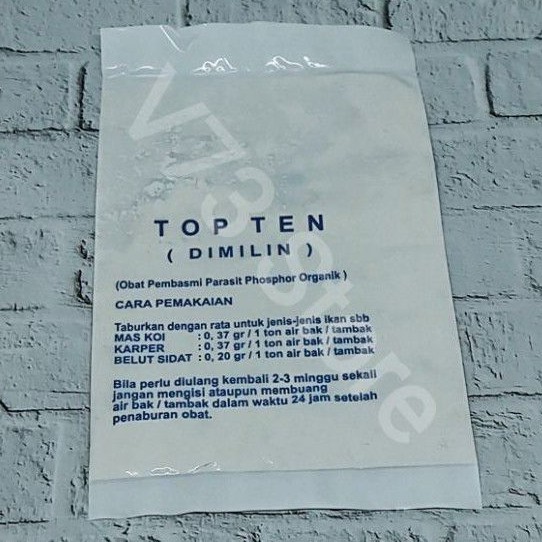 TOP TEN
( DIMILIN )
(Obat Pembasmi Parasit Phosphor Organik )
CARA PEMAKAIAN
Taburkan dengan rata untuk jenis-jenis ikan sbb
MAS KOI : 0, 37 gr / 1 ton air bak / tambak
KARPER : 0, 37 gr / 1 ton air bak / tambak
BELUT SIDAT : 0, 20 gr / 1 ton air bak / tambak
Bila perlu diulang kembali 2-3 minggu sekali
jangan mengisi ataupun membuang
air bak / tambak dalam waktu 24 jam setelah
penaburan obat.
V73 Store